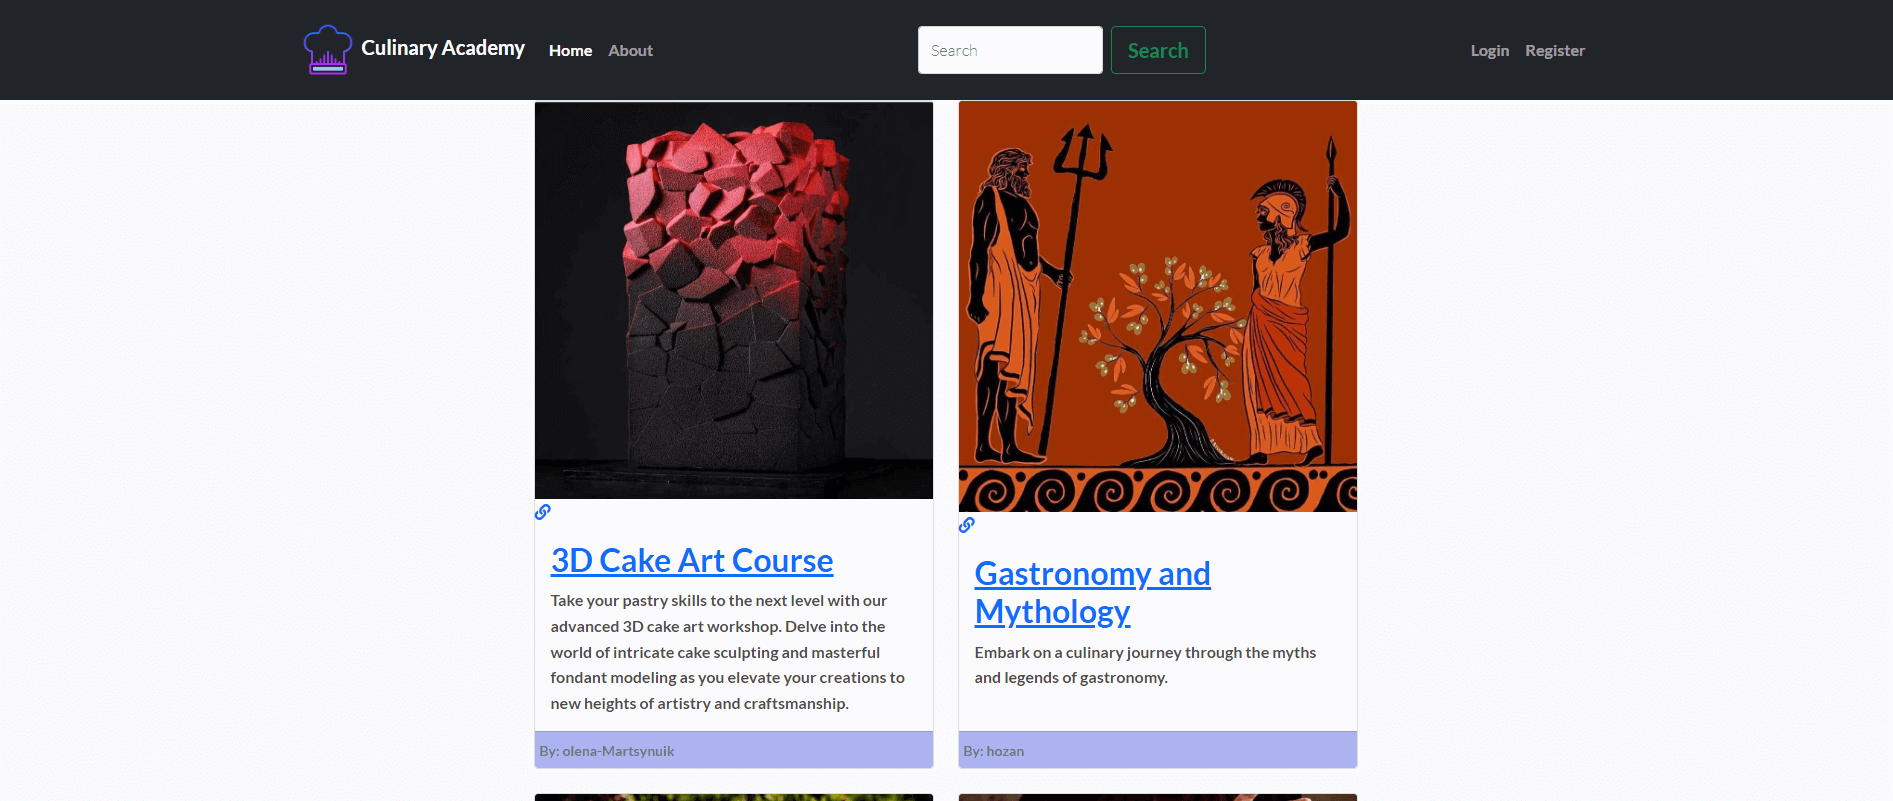 Culinary Academy
Home
About
Search
Search
Login
Register
3D Cake Art Course
Take your pastry skills to the next level with our
advanced 3D cake art workshop. Delve into the
world of intricate cake sculpting and masterful
fondant modeling as you elevate your creations to
new heights of artistry and craftsmanship.
By: olena-Martsynuik
Gastronomy and
Mythology
Embark on a culinary journey through the myths
and legends of gastronomy.
By: hozan